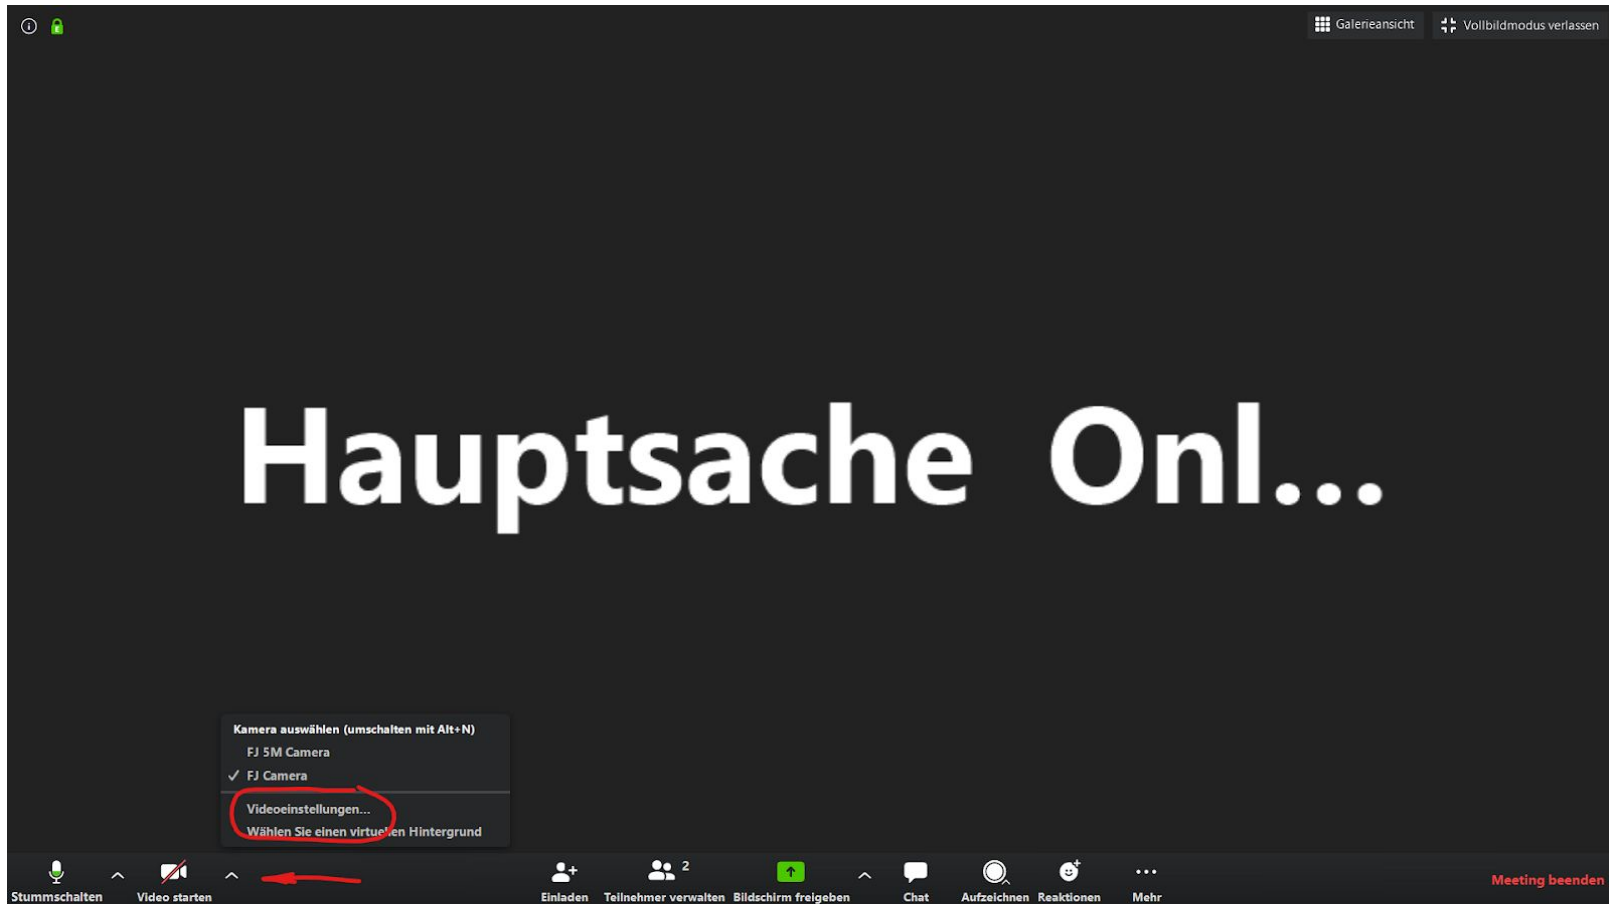 Galerieansicht Vollbildmodus verlassen
Hauptsache Onl...
Kamera auswählen (umschalten mit Alt+N)
FJ 5M Camera
FJ Camera
Videoeinstellungen...
Wählen Sie einen virtuellen Hintergrund
2
Stummschalten Video starten Einladen Teilnehmer verwalten Bildschirm freigeben Chat Aufzeichnen Reaktionen Mehr Meeting beenden